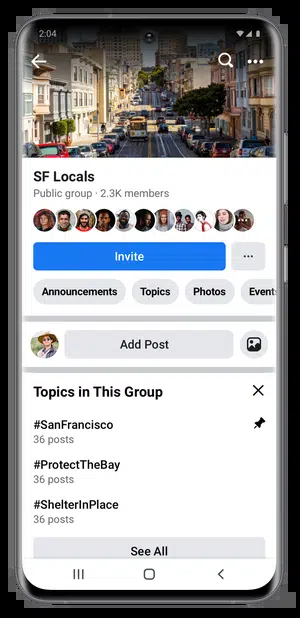 2:04
SF Locals
Public group · 2.3K members
Invite
Announcements Topics Photos Events
Add Post
Topics in This Group
#SanFrancisco
36 posts
#ProtectTheBay
36 posts
#ShelterInPlace
36 posts
See All